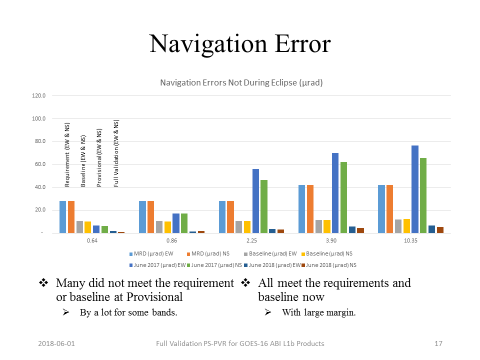 Navigation Error
Navigation Errors Not During Eclipse (µrad)
120.0
100.0
80.0
60.0
40.0
20.0
-
Requirement (EW & NS)
Baseline (EW & NS)
Provisional(EW & NS)
Full Validation (EW & NS)
0.64 0.86 2.25 3.90 10.35
MRD (µrad) EW MRD (µrad) NS Baseline (µrad) EW Baseline (µrad) NS
June 2017 (µrad) EW June 2017 (µrad) NS June 2018 (µrad) EW June 2018 (µrad) NS
❖ Many did not meet the requirement
or baseline at Provisional
➢ By a lot for some bands.
❖ All meet the requirements and
baseline now
➢ With large margin.
2018-06-01 Full Validation PS-PVR for GOES-16 ABI L1b Products 17